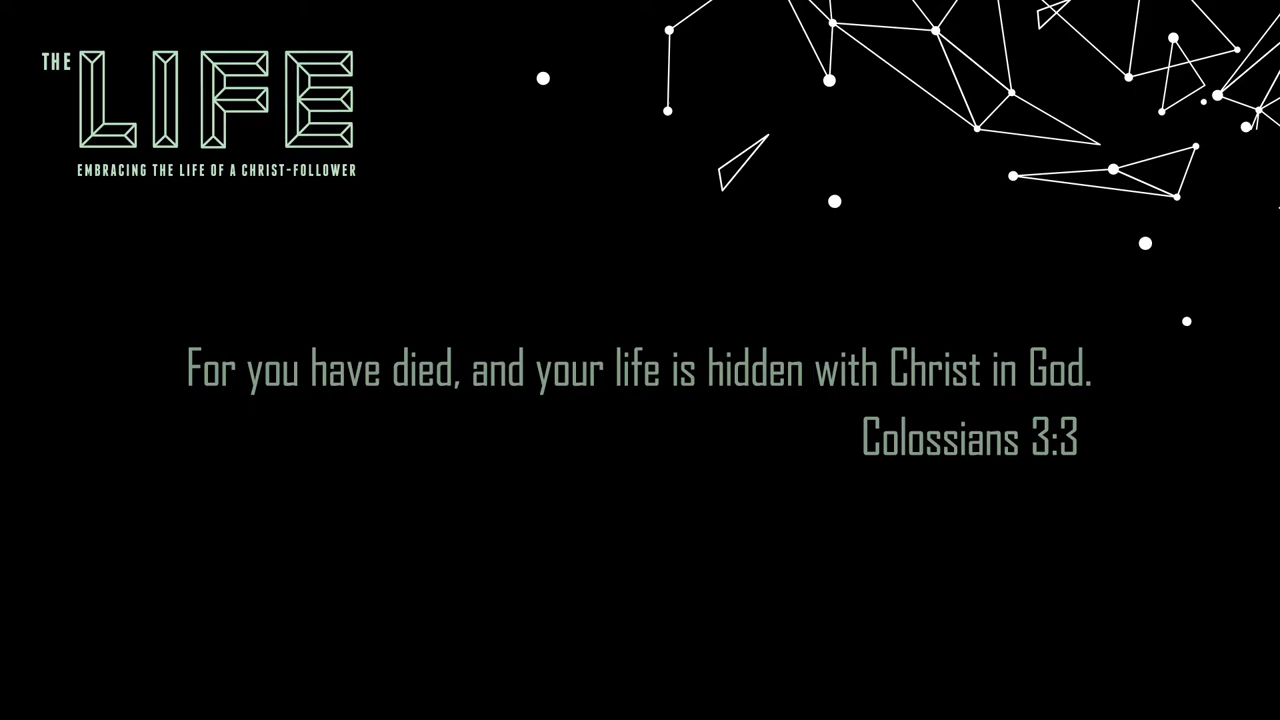 THE
LIFE
EMBRACING THE LIFE OF A CHRIST-FOLLOWER
For you have died, and your life is hidden with Christ in God.
Colossians 3:3